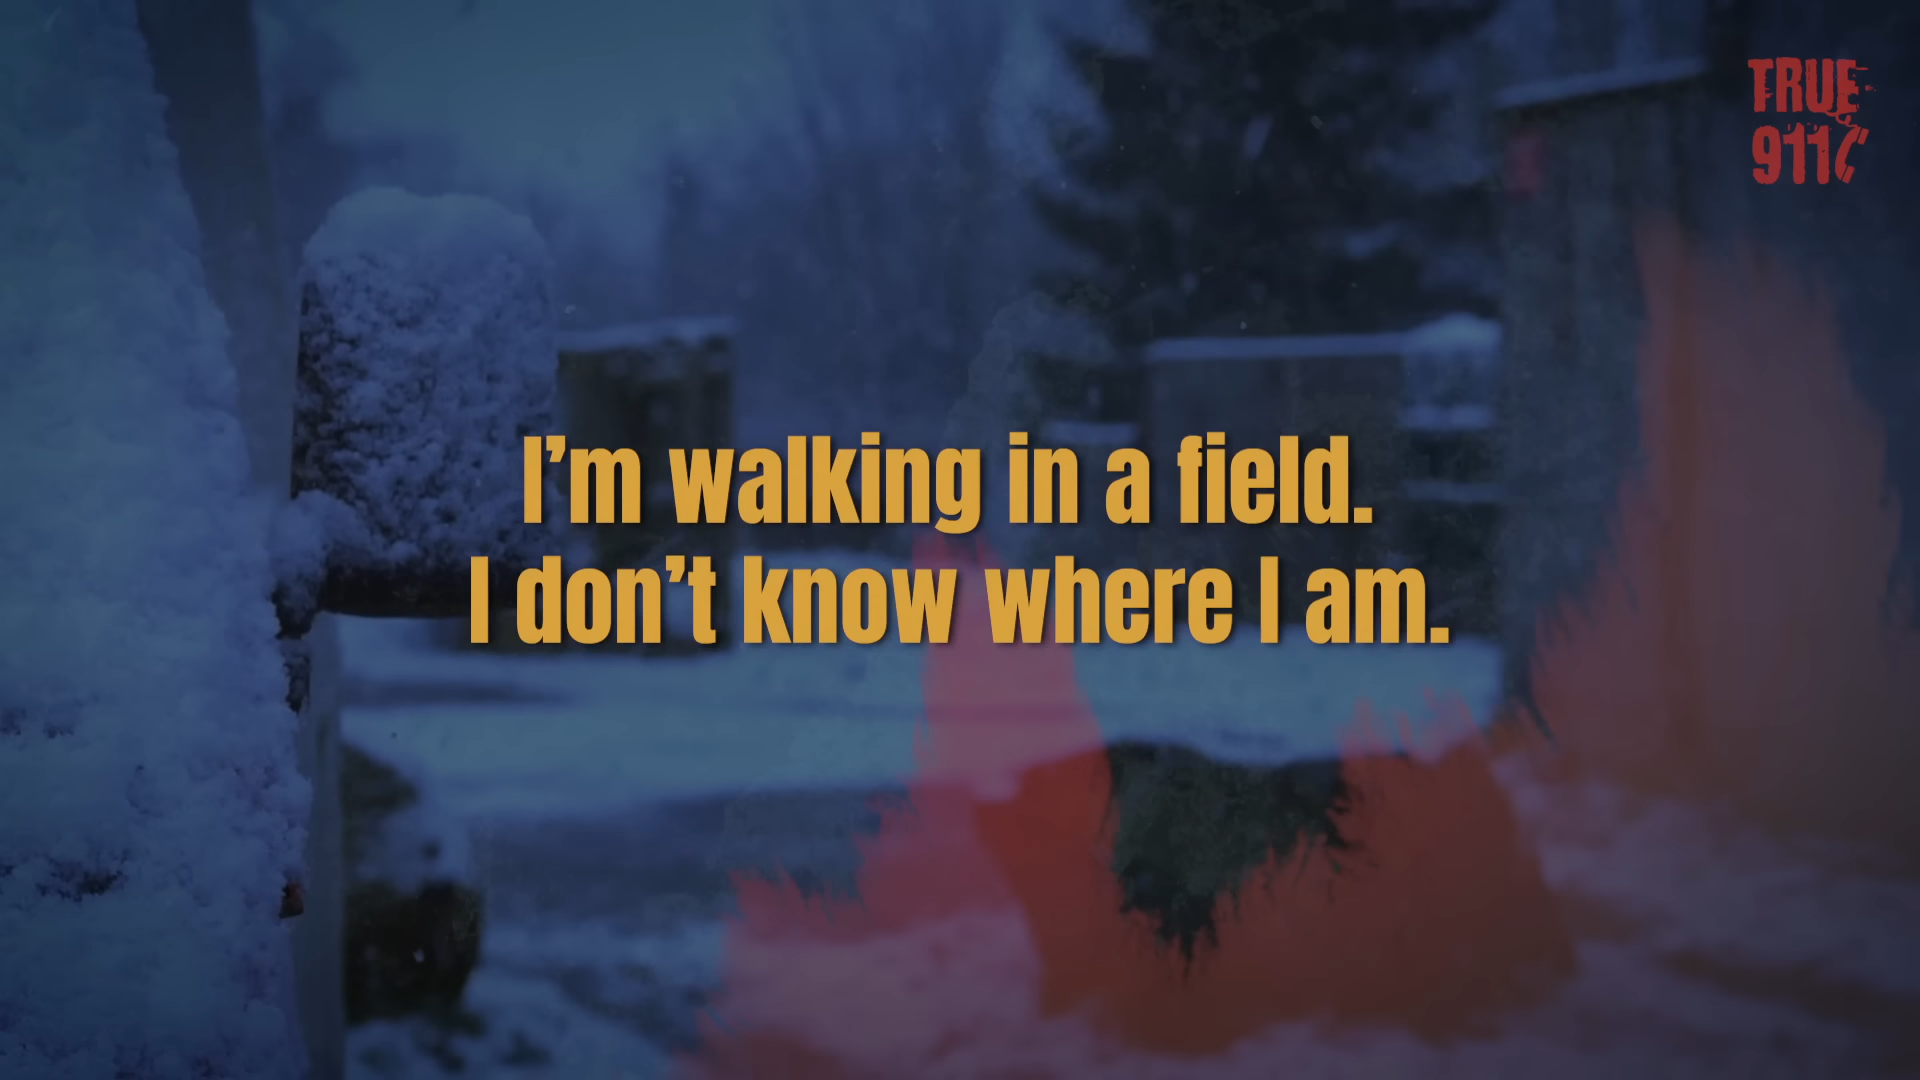 TRUE
911
I’m walking in a field.
I don’t know where I am.